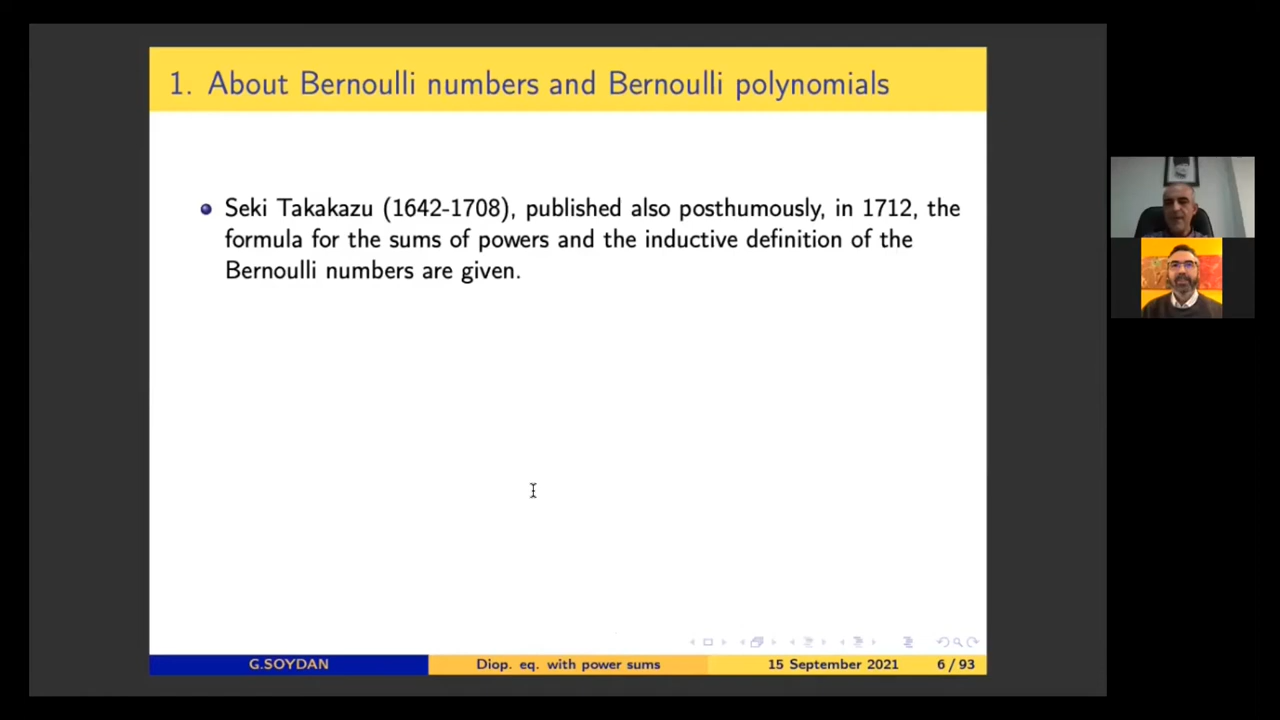 1. About Bernoulli numbers and Bernoulli polynomials
Seki Takakazu (1642-1708), published also posthumously, in 1712, the
formula for the sums of powers and the inductive definition of the
Bernoulli numbers are given.
G.SOYDAN
Diop. eq. with power sums
15 September 2021
6 / 93